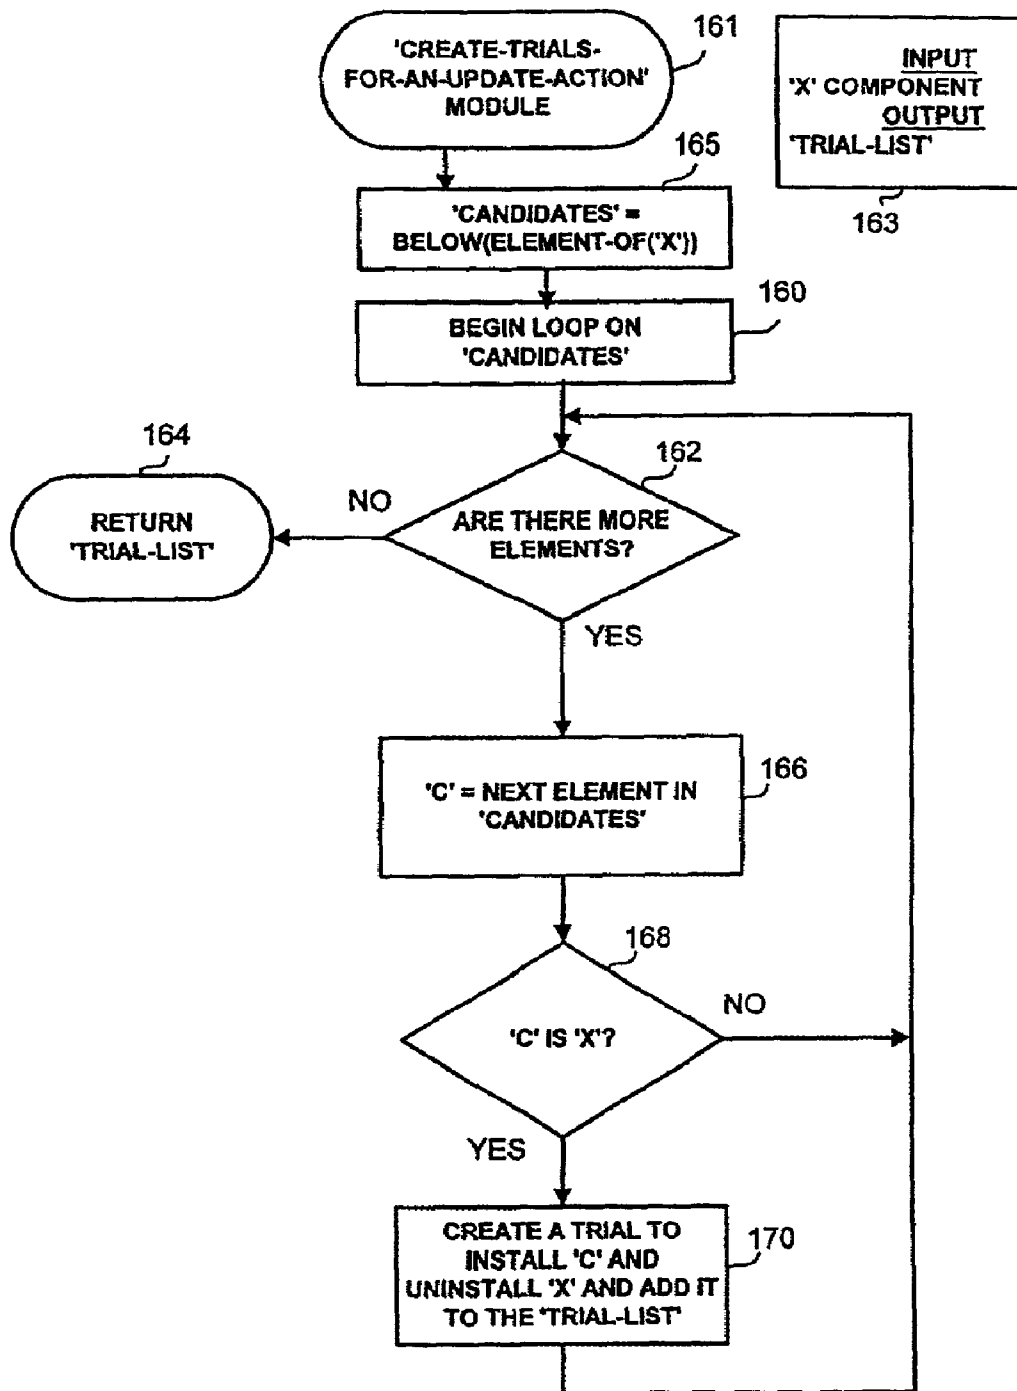 'CREATE-TRIALS-
FOR-AN-UPDATE-ACTION'
MODULE
161
INPUT
'X' COMPONENT
OUTPUT
'TRIAL-LIST'
163
165
'CANDIDATES' =
BELOW(ELEMENT-OF('X'))
160
BEGIN LOOP ON
'CANDIDATES'
164
RETURN
'TRIAL-LIST'
NO
162
ARE THERE MORE
ELEMENTS?
YES
166
'C' = NEXT ELEMENT IN
'CANDIDATES'
168
'C' IS 'X'?
NO
YES
170
CREATE A TRIAL TO
INSTALL 'C' AND
UNINSTALL 'X' AND ADD IT
TO THE 'TRIAL-LIST'